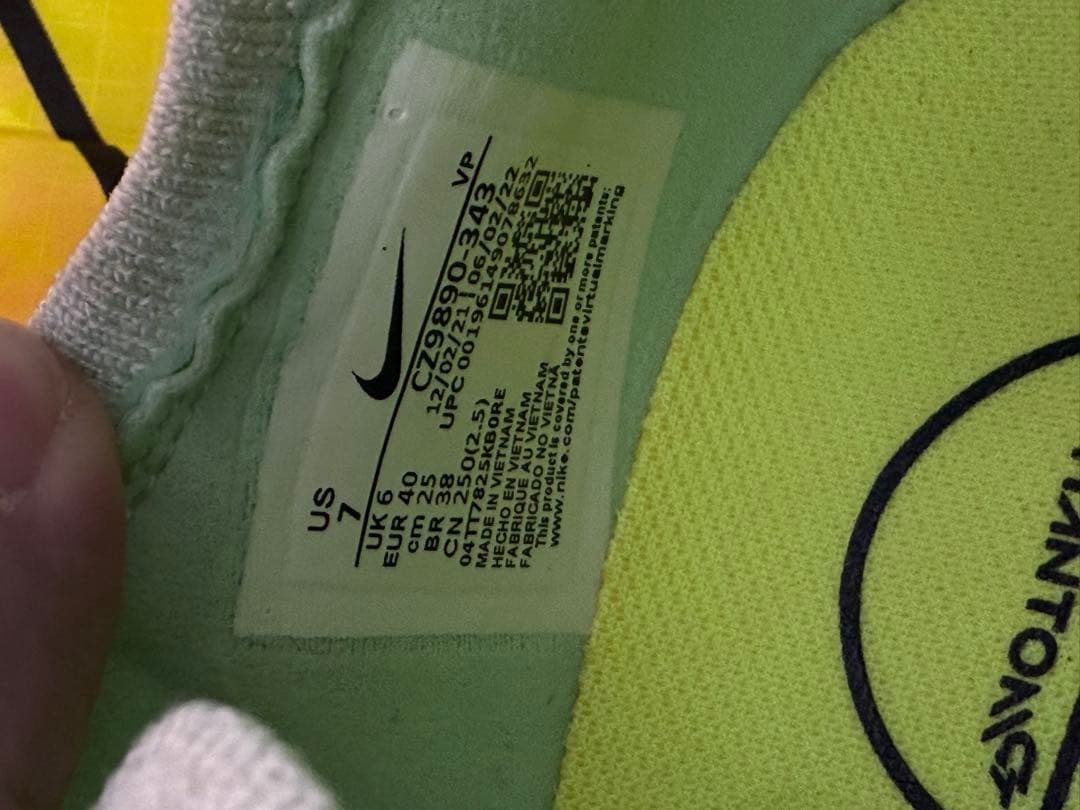 US
7
VP
UK 6
EUR 40
cm 25
BR 38
CN 250(2.5)
CZ9890-343
12/02/21 | 06/02/22
UPC 00196149078632
04TT7825KBORE
MADE IN VIETNAM
HECHO EN VIETNAM
FABRIQUE AU VIETNAM
FABRICADO NO VIETNÃ
This product is covered by one or more patents:
www.nike.com/patentsvirtualmarking